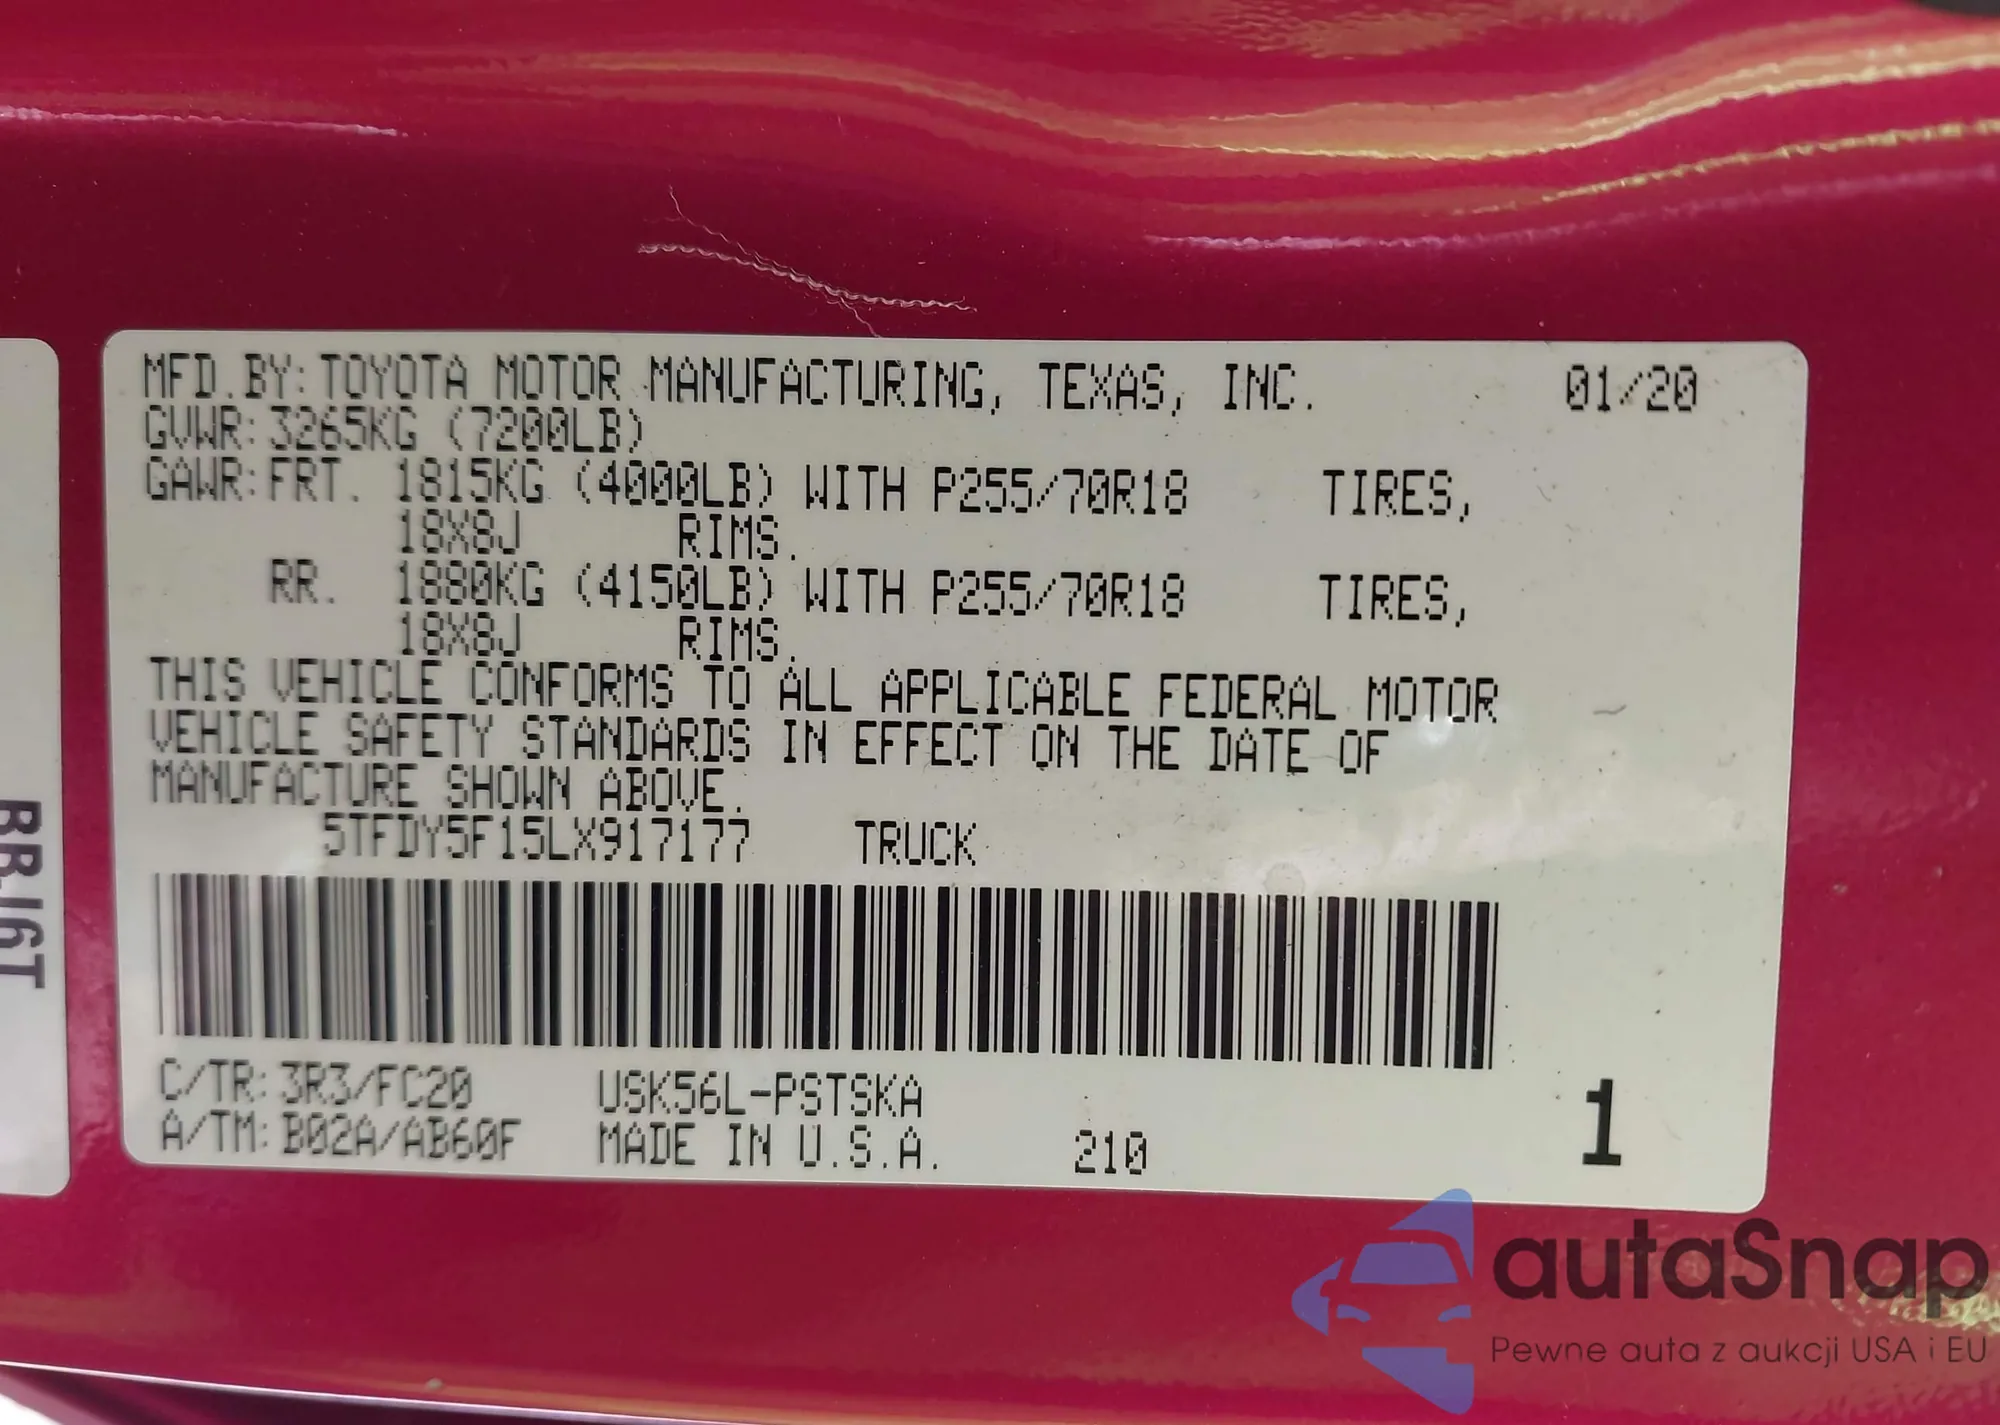 MFD.BY: TOYOTA MOTOR MANUFACTURING, TEXAS, INC. 01/20
GVWR: 3265KG (7200LB)
GAWR: FRT. 1815KG (4000LB) WITH P255/70R18 TIRES,
18X8J RIMS.
RR. 1880KG (4150LB) WITH P255/70R18 TIRES,
18X8J RIMS.
THIS VEHICLE CONFORMS TO ALL APPLICABLE FEDERAL MOTOR
VEHICLE SAFETY STANDARDS IN EFFECT ON THE DATE OF
MANUFACTURE SHOWN ABOVE.
5TFDY5F15LX917177 TRUCK
C/TR: 3R3/FC20 USK56L-PSTSKA
A/TM: B02A/AB60F MADE IN U.S.A. 210
1
autaSnap
Pewne auta z aukcji USA i EU